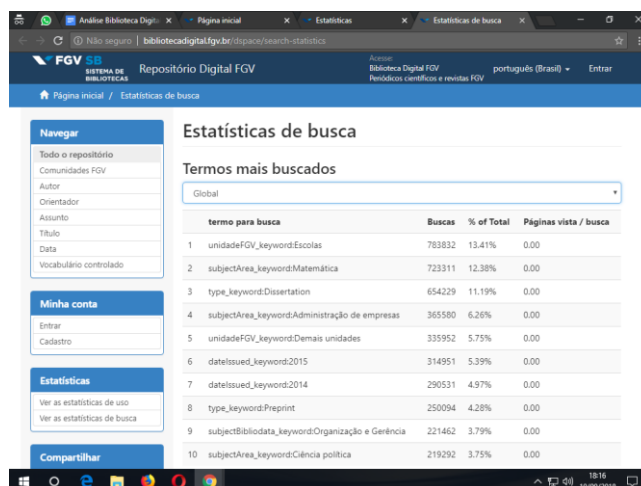 Análise Biblioteca Digita
Página inicial
Estatísticas
Estatísticas de busca
Não seguro | bibliotecadigital.fgv.br/dspace/search-statistics
FGV SB
SISTEMA DE
BIBLIOTECAS
Repositório Digital FGV
Acesse:
Biblioteca Digital FGV
Periódicos científicos e revistas FGV
português (Brasil)
Entrar
Página inicial / Estatísticas de busca
Navegar
Todo o repositório
Comunidades FGV
Autor
Orientador
Assunto
Título
Data
Vocabulário controlado
Minha conta
Entrar
Cadastro
Estatísticas
Ver as estatísticas de uso
Ver as estatísticas de busca
Compartilhar
Estatísticas de busca
Termos mais buscados
Global
termo para busca Buscas % of Total Páginas vista / busca
1 unidadeFGV_keyword:Escolas 783832 13.41% 0.00
2 subjectArea_keyword:Matemática 723311 12.38% 0.00
3 type_keyword:Dissertation 654229 11.19% 0.00
4 subjectArea_keyword:Administração de empresas 365580 6.26% 0.00
5 unidadeFGV_keyword:Demais unidades 335952 5.75% 0.00
6 dateIssued_keyword:2015 314951 5.39% 0.00
7 dateIssued_keyword:2014 290531 4.97% 0.00
8 type_keyword:Preprint 250094 4.28% 0.00
9 subjectBibliodata_keyword:Organização e Gerência 221462 3.79% 0.00
10 subjectArea_keyword:Ciência política 219292 3.75% 0.00
18:16